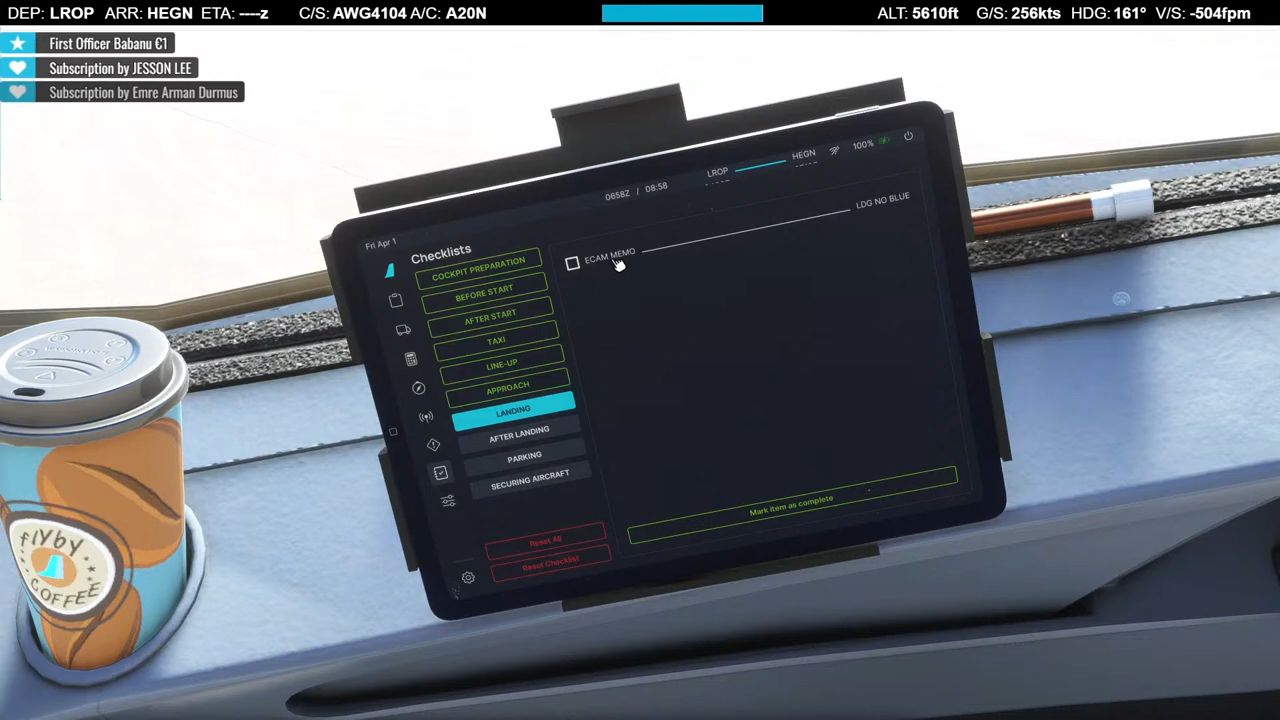 DEP: LROP ARR: HEGN ETA: ----z C/S: AWG4104 A/C: A20N ALT: 5610ft G/S: 256kts HDG: 161° V/S: -504fpm
First Officer Babanu €1
Subscription by JESSON LEE
Subscription by Emre Arman Durmus
Fri Apr 1 0658Z / 08:58 LROP HEGN 100%
Checklists
COCKPIT PREPARATION
BEFORE START
AFTER START
TAXI
LINE-UP
APPROACH
LANDING
AFTER LANDING
PARKING
SECURING AIRCRAFT
Reset All
Reset Checklist
ECAM MEMO LDG NO BLUE
Mark item as complete
flyby
COFFEE